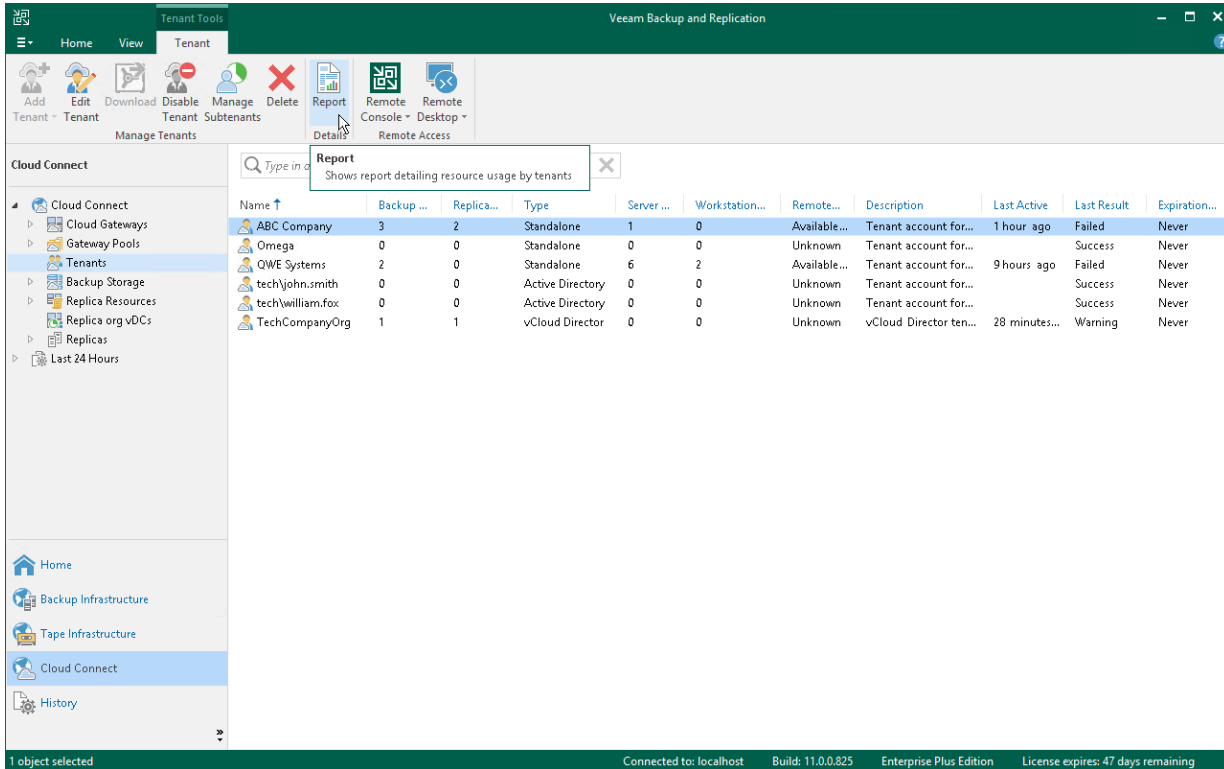 Tenant Tools
Veeam Backup and Replication
Home View Tenant
Add Tenant
Edit Tenant
Download
Disable Tenant
Manage Subtenants
Delete
Report
Remote Console
Remote Desktop
Manage Tenants
Details
Remote Access
Cloud Connect
Type in a
Report
Shows report detailing resource usage by tenants
Cloud Connect
Cloud Gateways
Gateway Pools
Tenants
Backup Storage
Replica Resources
Replica org vDCs
Replicas
Last 24 Hours
Name Backup ... Replica... Type Server ... Workstation... Remote... Description Last Active Last Result Expiration...
ABC Company 3 2 Standalone 1 0 Available... Tenant account for... 1 hour ago Failed Never
Omega 0 0 Standalone 0 0 Unknown Tenant account for... Success Never
QWE Systems 2 0 Standalone 6 2 Available... Tenant account for... 9 hours ago Failed Never
tech\john.smith 0 0 Active Directory 0 0 Unknown Tenant account for... Success Never
tech\william.fox 0 0 Active Directory 0 0 Unknown Tenant account for... Success Never
TechCompanyOrg 1 1 vCloud Director 0 0 Unknown vCloud Director ten... 28 minutes... Warning Never
Home
Backup Infrastructure
Tape Infrastructure
Cloud Connect
History
1 object selected
Connected to: localhost Build: 11.0.0.825 Enterprise Plus Edition License expires: 47 days remaining